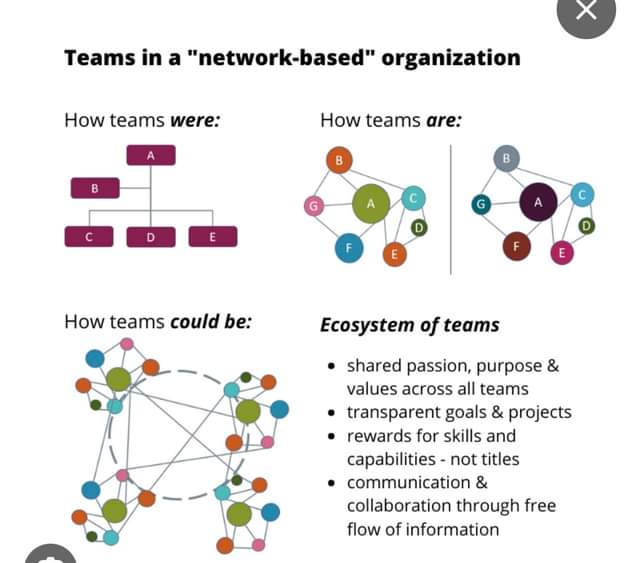 Teams in a "network-based" organization
How teams were:
A
B
C
D
E
How teams are:
B
G
A
C
D
F
E
B
G
A
C
D
F
E
How teams could be:
Ecosystem of teams
• shared passion, purpose &
values across all teams
• transparent goals & projects
• rewards for skills and
capabilities - not titles
• communication &
collaboration through free
flow of information